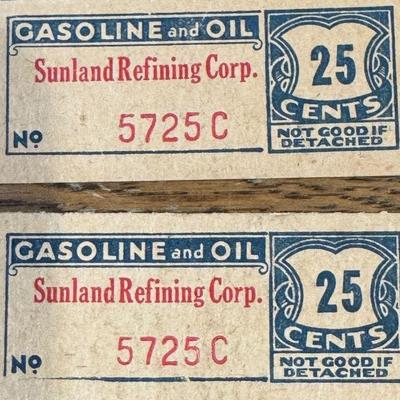 GASOLINE and OIL
Sunland Refining Corp.
No 5725 C
25
CENTS
NOT GOOD IF
DETACHED
GASOLINE and OIL
Sunland Refining Corp.
No 5725 C
25
CENTS
NOT GOOD IF
DETACHED